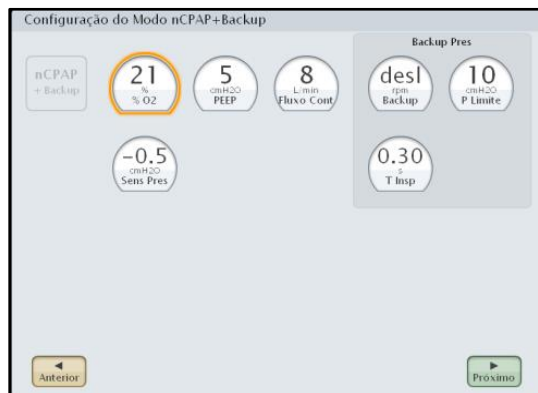 Configuração do Modo nCPAP+Backup
nCPAP
+ Backup
21
%
% O2
5
cmH2O
PEEP
8
L/min
Fluxo Cont
-0.5
cmH2O
Sens Pres
Backup Pres
desl
rpm
Backup
10
cmH2O
P Limite
0.30
s
T Insp
Anterior
Próximo